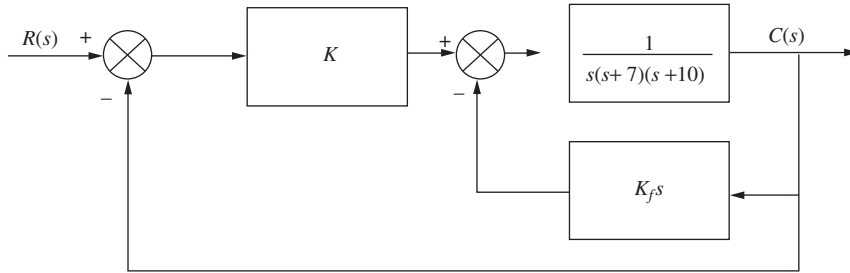 R(s)
+
−
K
+
−
1
s(s+ 7)(s +10)
C(s)
K_f s